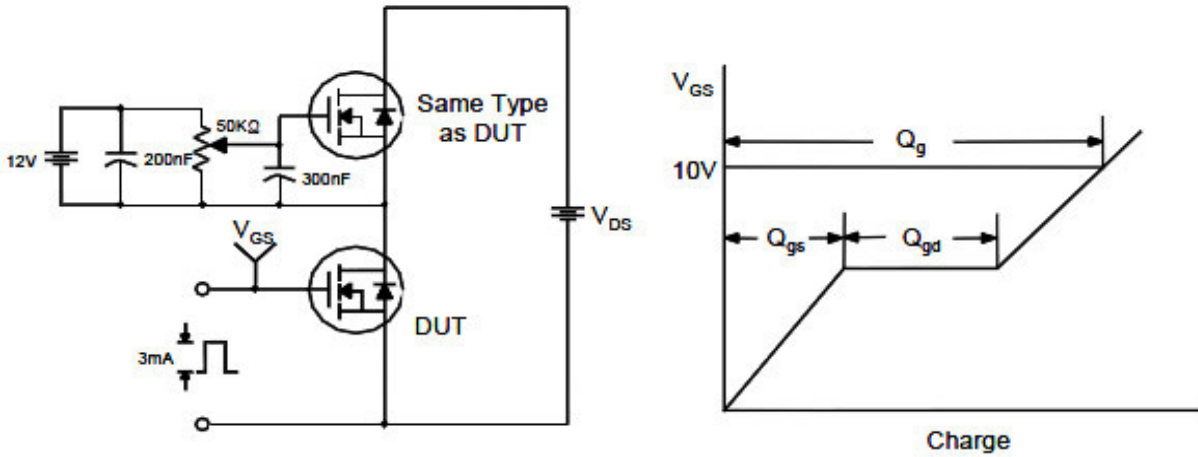 Same Type
as DUT
50KΩ
12V
200nF
300nF
V_GS
V_DS
DUT
3mA
V_GS
Q_g
10V
Q_gs
Q_gd
Charge